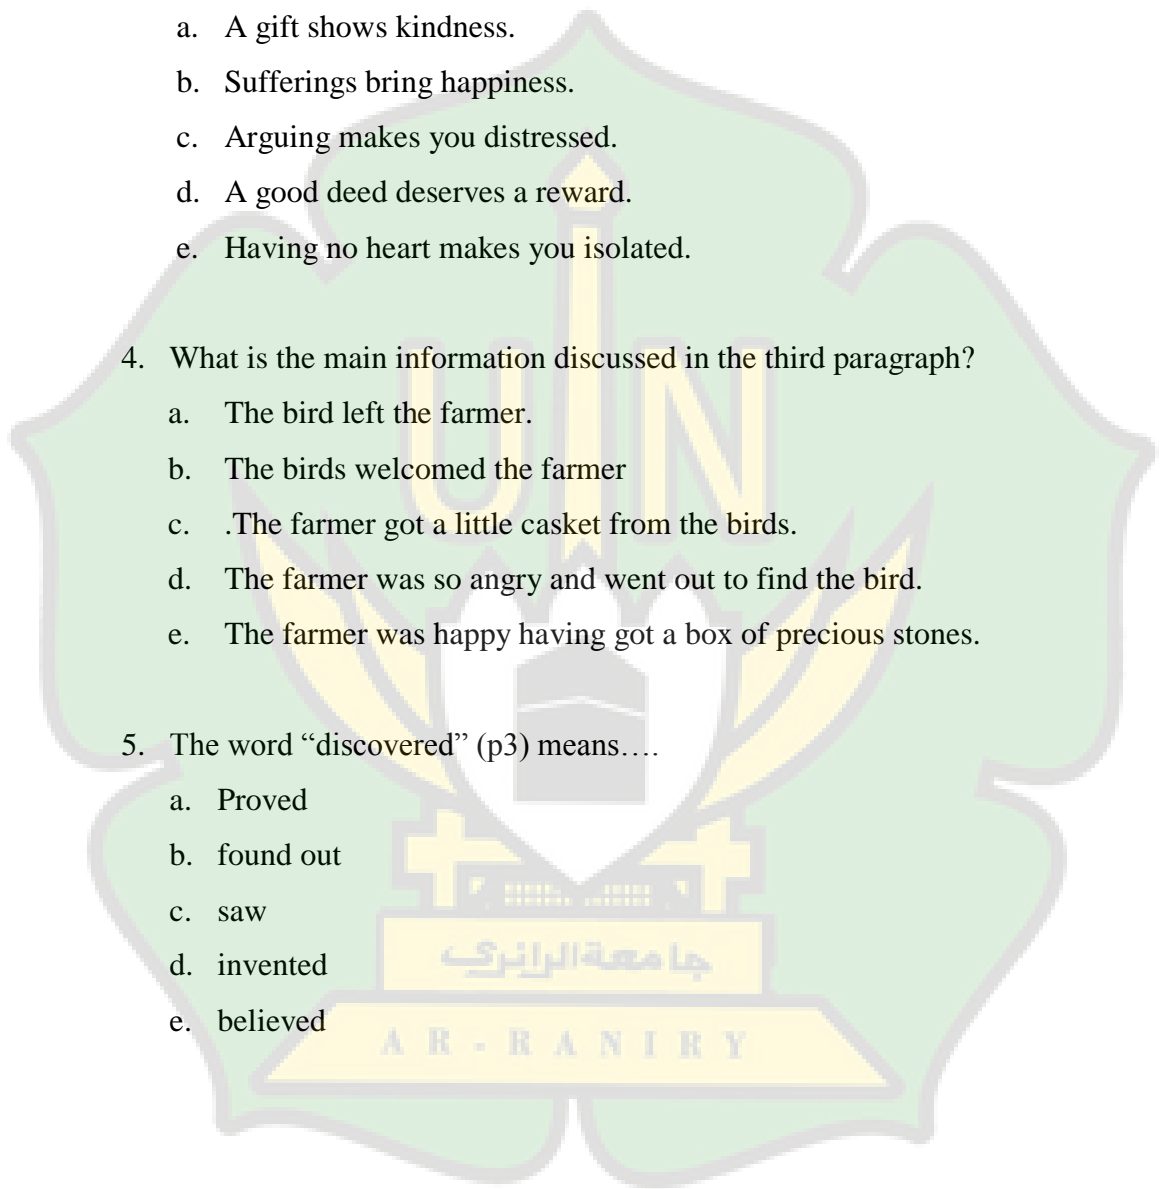 a. A gift shows kindness.
b. Sufferings bring happiness.
c. Arguing makes you distressed.
d. A good deed deserves a reward.
e. Having no heart makes you isolated.
4. What is the main information discussed in the third paragraph?
a. The bird left the farmer.
b. The birds welcomed the farmer
c. .The farmer got a little casket from the birds.
d. The farmer was so angry and went out to find the bird.
e. The farmer was happy having got a box of precious stones.
5. The word “discovered” (p3) means….
a. Proved
b. found out
c. saw
d. invented
e. believed
UIN
جامعة الرانري
AR-RANIRY